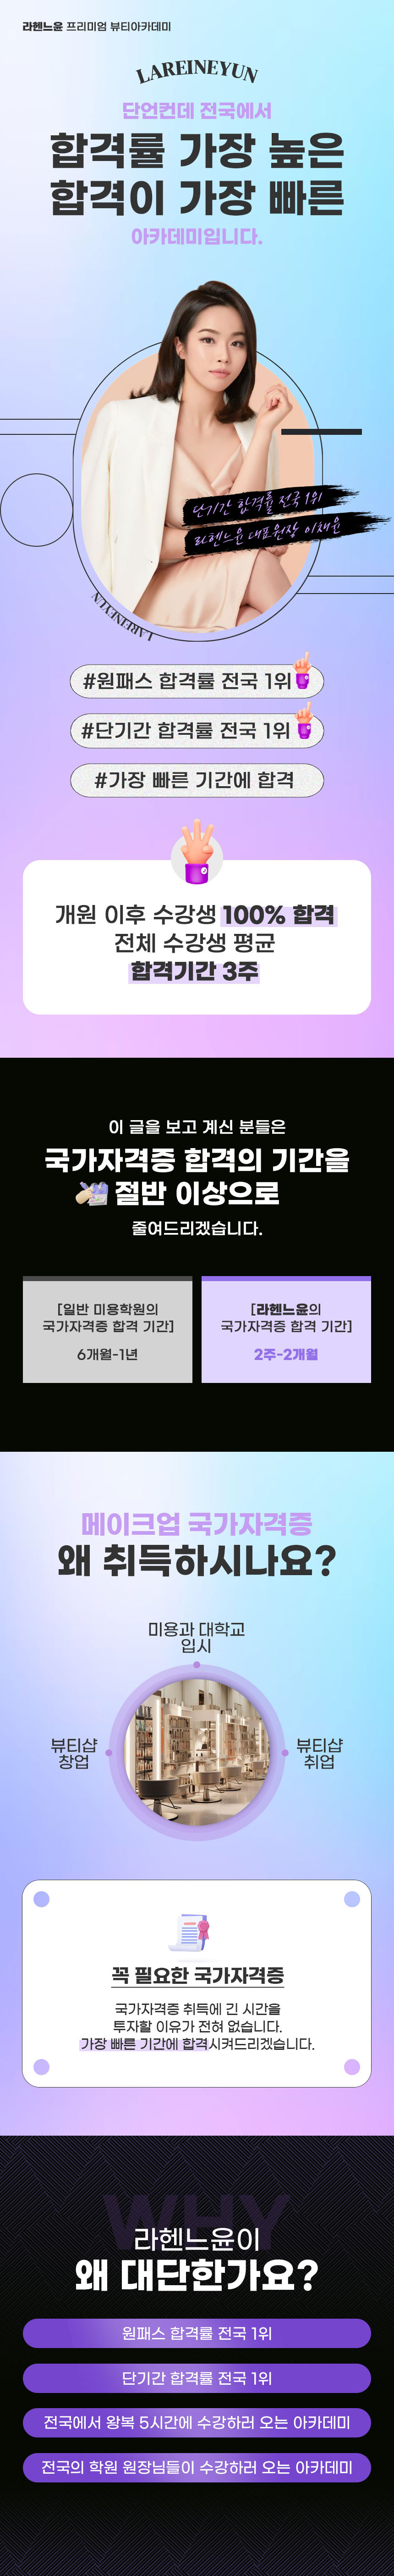 라헨느윤 프리미엄 뷰티아카데미
LAREINEYUN
단언컨데 전국에서
합격률 가장 높은
합격이 가장 빠른
아카데미입니다.
단기간 합격률 전국 1위
라헨느윤 대표원장 이채윤
LAREINEYUN
#원패스 합격률 전국 1위
#단기간 합격률 전국 1위
#가장 빠른 기간에 합격
개원 이후 수강생 100% 합격
전체 수강생 평균
합격기간 3주
이 글을 보고 계신 분들은
국가자격증 합격의 기간을
절반 이상으로
줄여드리겠습니다.
[일반 미용학원의
국가자격증 합격 기간]
6개월-1년
[라헨느윤의
국가자격증 합격 기간]
2주-2개월
메이크업 국가자격증
왜 취득하시나요?
미용과 대학교
입시
뷰티샵
창업
뷰티샵
취업
꼭 필요한 국가자격증
국가자격증 취득에 긴 시간을
투자할 이유가 전혀 없습니다.
가장 빠른 기간에 합격시켜드리겠습니다.
WHY
라헨느윤이
왜 대단한가요?
원패스 합격률 전국 1위
단기간 합격률 전국 1위
전국에서 왕복 5시간에 수강하러 오는 아카데미
전국의 학원 원장님들이 수강하러 오는 아카데미